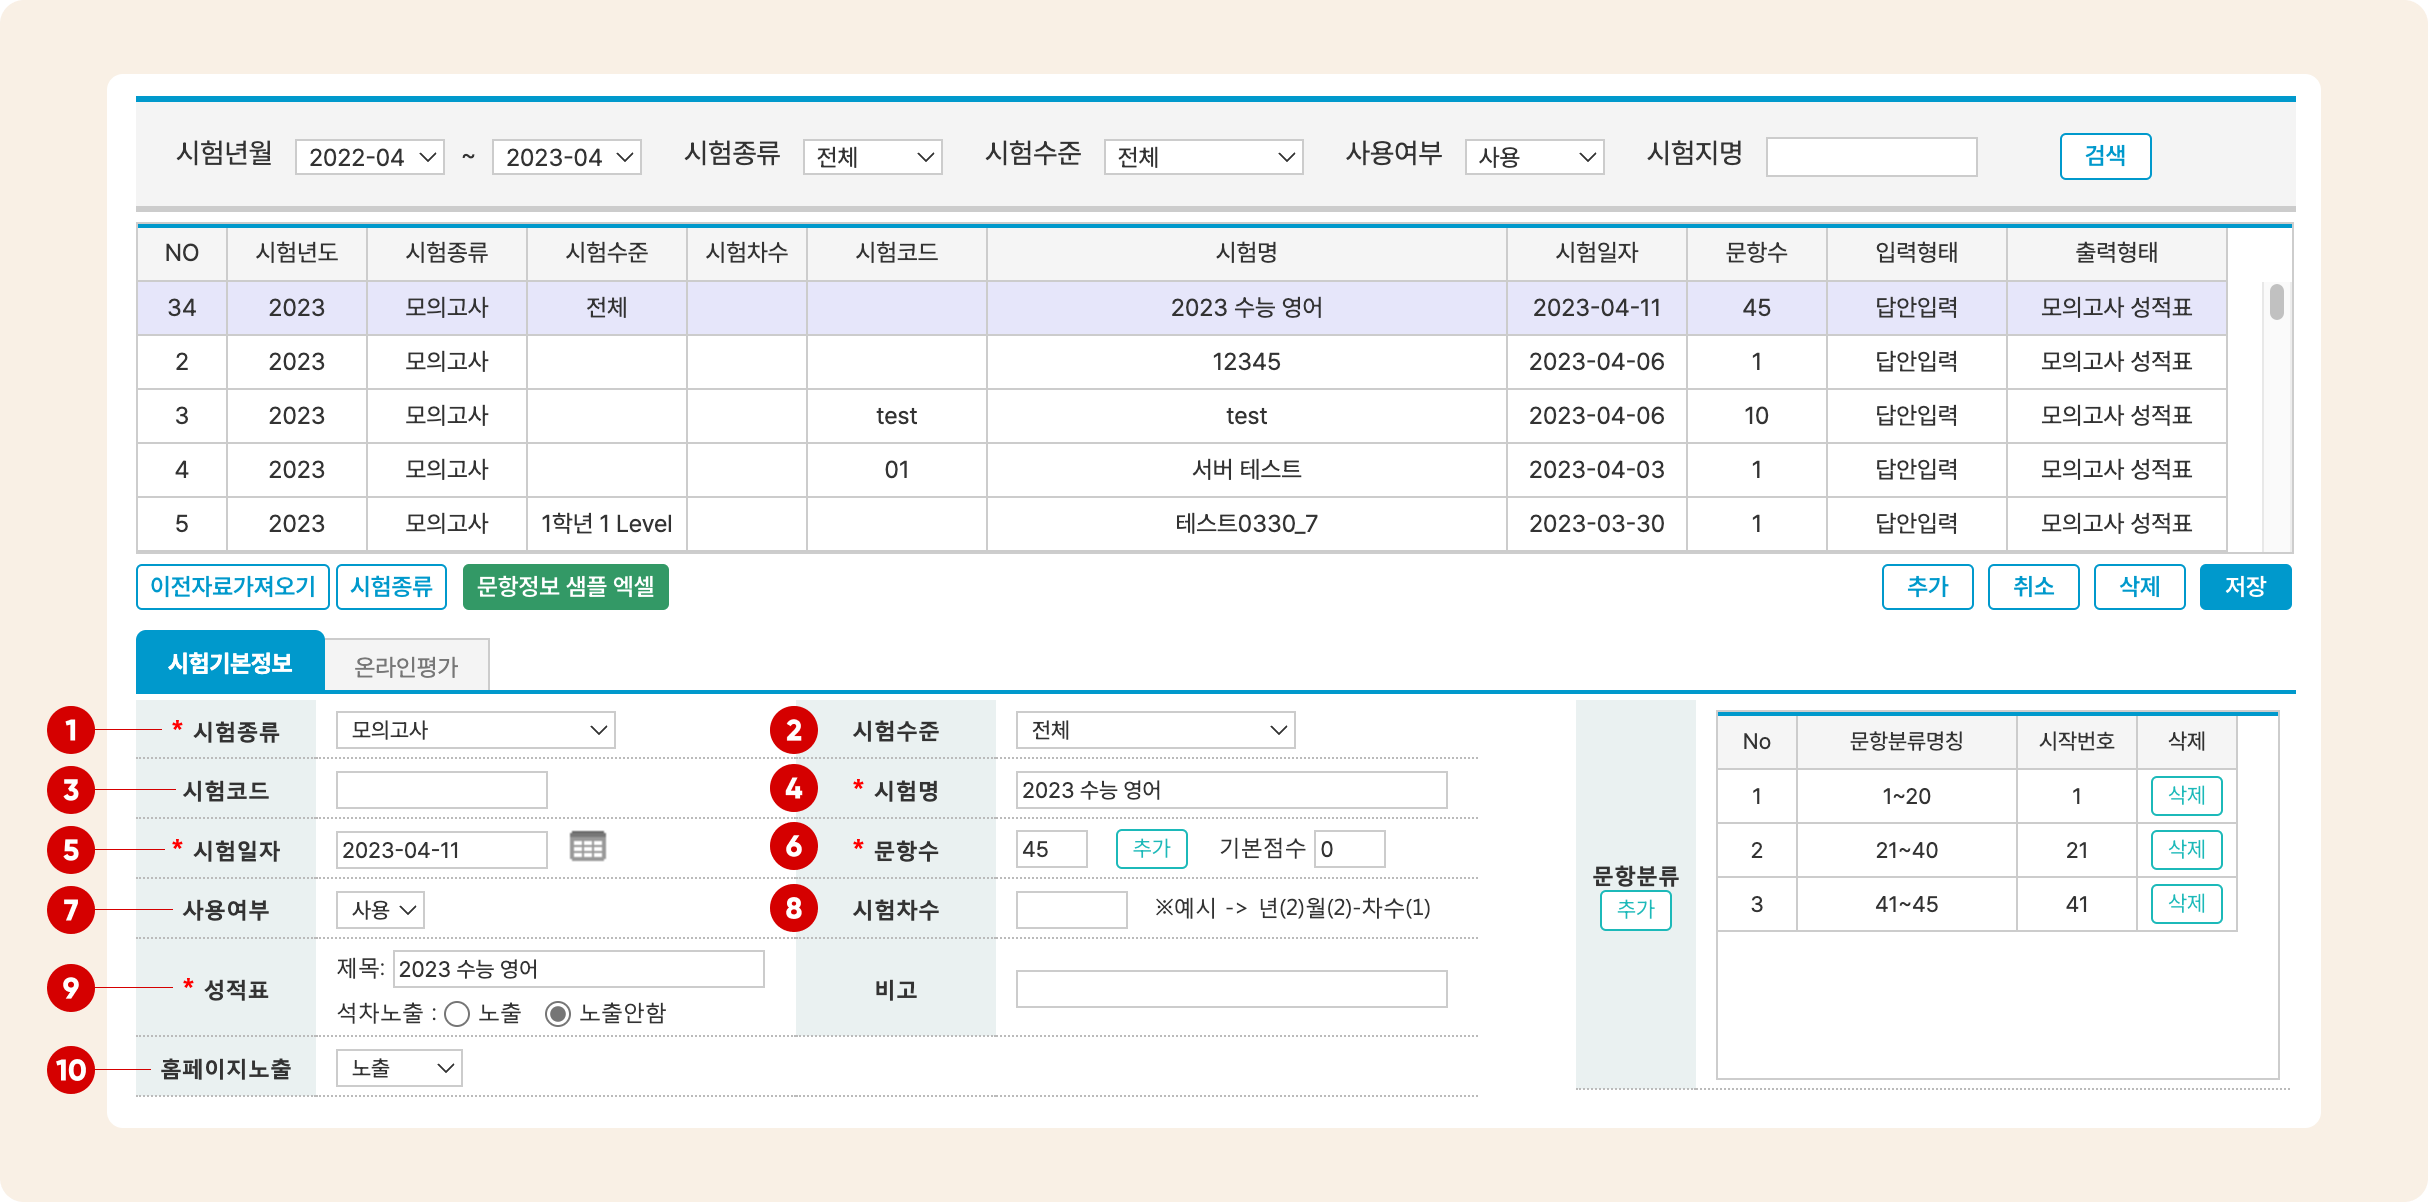 시험년월 2022-04 ~ 2023-04 시험종류 전체 시험수준 전체 사용여부 사용 시험지명 검색
NO 시험년도 시험종류 시험수준 시험차수 시험코드 시험명 시험일자 문항수 입력형태 출력형태
34 2023 모의고사 전체 2023 수능 영어 2023-04-11 45 답안입력 모의고사 성적표
2 2023 모의고사 12345 2023-04-06 1 답안입력 모의고사 성적표
3 2023 모의고사 test test 2023-04-06 10 답안입력 모의고사 성적표
4 2023 모의고사 01 서버 테스트 2023-04-03 1 답안입력 모의고사 성적표
5 2023 모의고사 1학년 1 Level 테스트0330_7 2023-03-30 1 답안입력 모의고사 성적표
이전자료가져오기 시험종류 문항정보 샘플 엑셀 추가 취소 삭제 저장
시험기본정보 온라인평가
1 * 시험종류 모의고사 2 시험수준 전체
3 시험코드 4 * 시험명 2023 수능 영어
5 * 시험일자 2023-04-11 6 * 문항수 45 추가 기본점수 0
7 사용여부 사용 8 시험차수 ※예시 -> 년(2)월(2)-차수(1)
9 * 성적표 제목: 2023 수능 영어 비고
석차노출 : 노출 노출안함
10 홈페이지노출 노출
문항분류
추가
No 문항분류명칭 시작번호 삭제
1 1~20 1 삭제
2 21~40 21 삭제
3 41~45 41 삭제